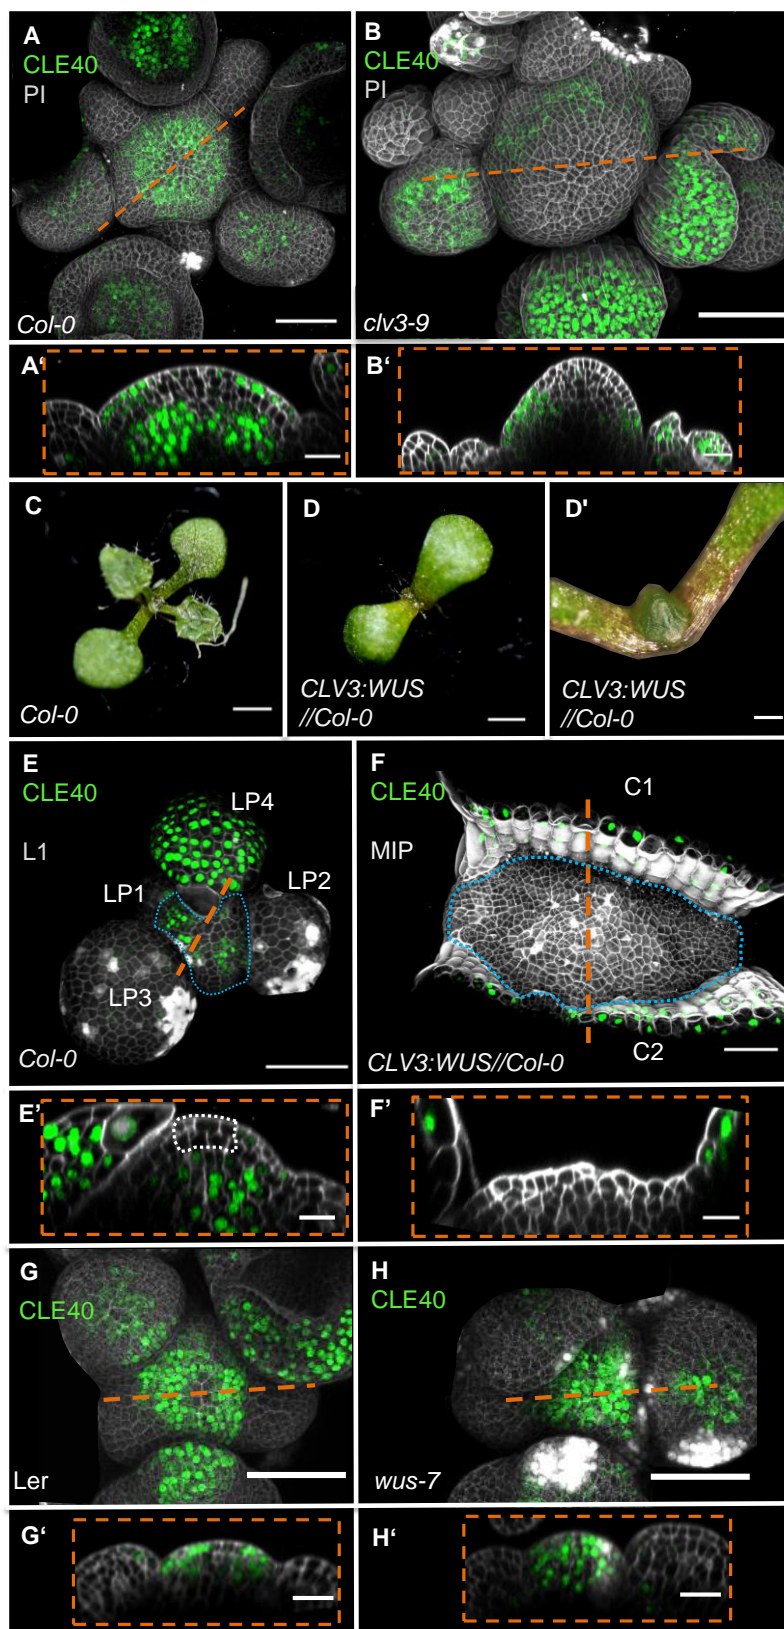 A
CLE40
PI
Col-0
B
CLE40
PI
clv3-9
A'
B'
C
Col-0
D
CLV3:WUS
//Col-0
D'
CLV3:WUS
//Col-0
E
CLE40
L1
LP4
LP1
LP2
LP3
Col-0
F
CLE40
MIP
C1
C2
CLV3:WUS//Col-0
E’
F’
G
CLE40
Ler
H
CLE40
wus-7
G'
H'